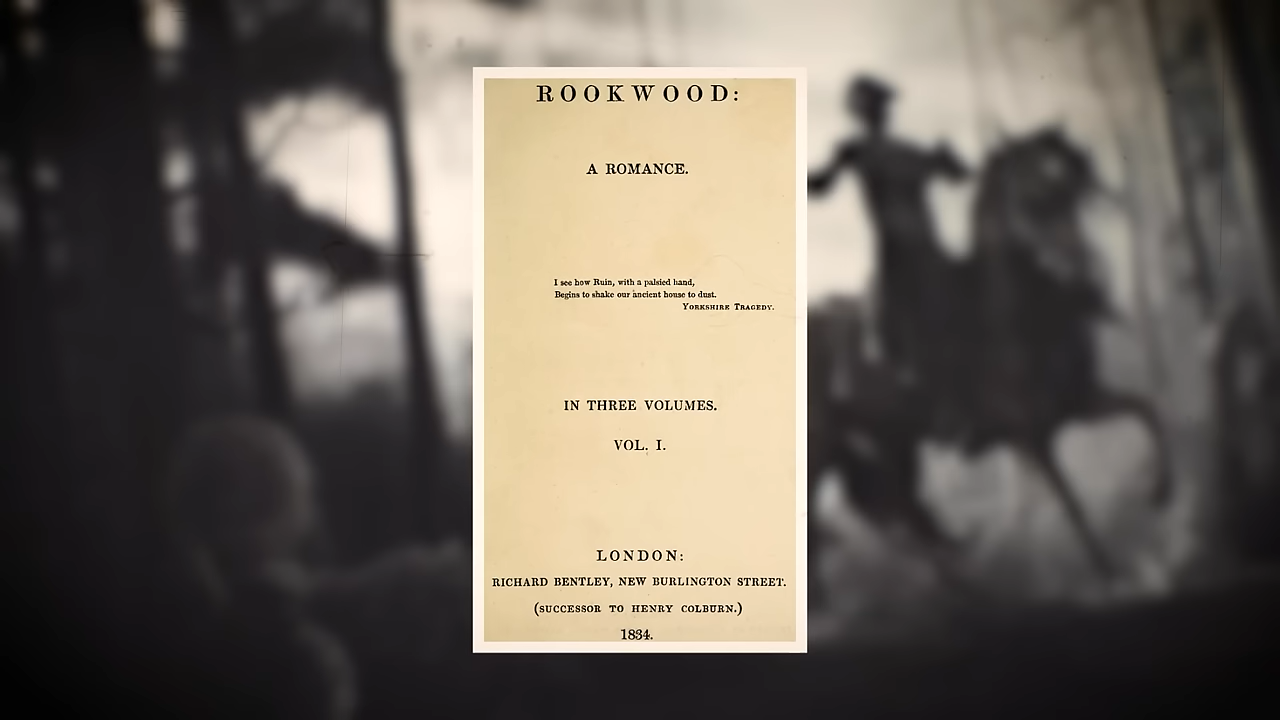 ROOKWOOD:
A ROMANCE.
I see how Ruin, with a palsied hand,
Begins to shake our ancient house to dust.
YORKSHIRE TRAGEDY.
IN THREE VOLUMES.
VOL. I.
LONDON:
RICHARD BENTLEY, NEW BURLINGTON STREET.
(SUCCESSOR TO HENRY COLBURN.)
1834.